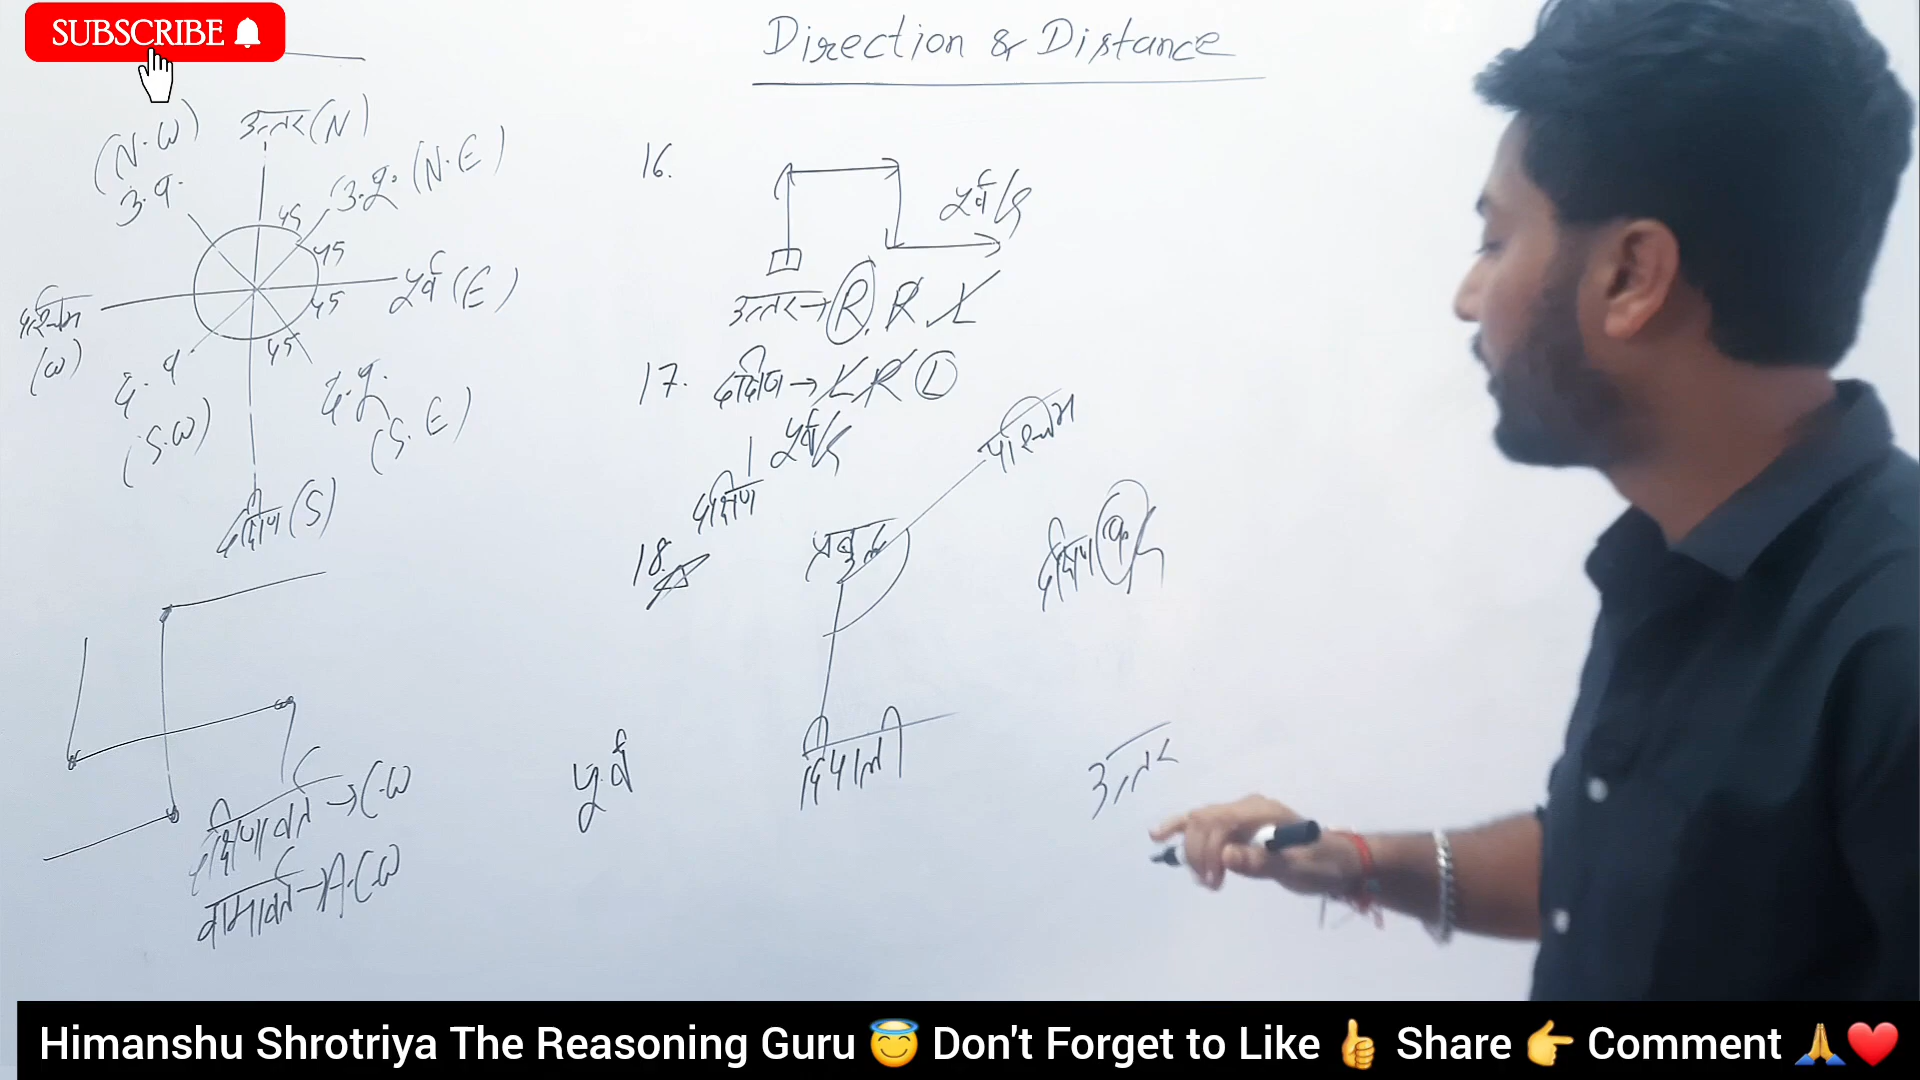 SUBSCRIBE
Direction & Distance
(N.W)
उ.प.
उत्तर (N)
उ.पू. (N.E)
45
45
पूर्व (E)
45
45
पश्चिम
(W)
द.प
(S.W)
द.पू.
(S.E)
दक्षिण (S)
16.
पूर्व
उत्तर → R, R L
17. दक्षिण → L R L
पूर्व
दक्षिण
18.
प्रबुद्ध
पश्चिम
दक्षिण प
पूर्व
दिपाली
उत्तर
दक्षिणावर्त → C.W
वामावर्त → A.C.W
Himanshu Shrotriya The Reasoning Guru 😇 Don't Forget to Like 👍 Share 👉 Comment 🙏❤️